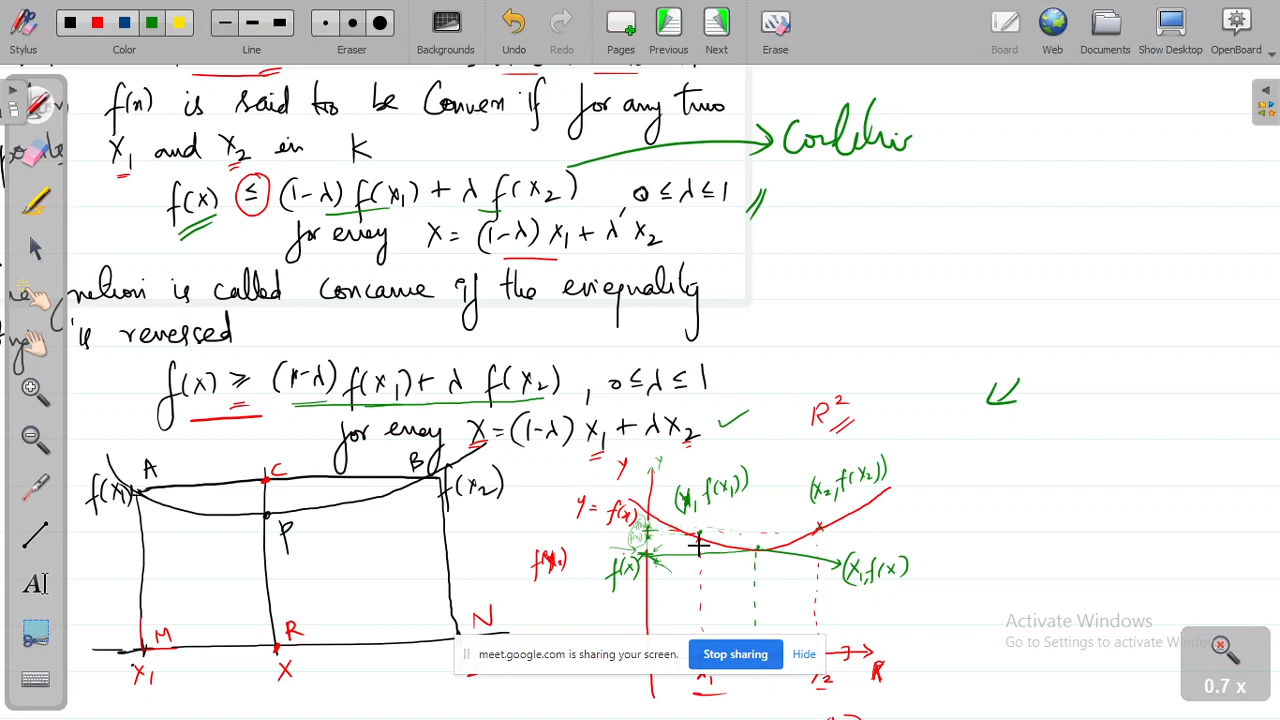 Stylus Color Line Eraser Backgrounds Undo Redo Pages Previous Next Erase Board Web Documents Show Desktop OpenBoard
f(x) is said to be Convex if for any two
X1 and X2 in K
f(X) ≤ (1-λ) f(X1) + λ f(X2) , 0 ≤ λ ≤ 1
for every X = (1-λ) X1 + λ X2
nction is called concave if the inequality
is reversed
f(X) ≥ (1-λ) f(X1) + λ f(X2) , 0 ≤ λ ≤ 1
for every X = (1-λ) X1 + λ X2
R²
f(X1) A C B f(X2)
P
M R N
X1 X
Y Y
(X1, f(X1)) (X2, f(X2))
y = f(X)
f(X) (X, f(X))
X1 X2 R
meet.google.com is sharing your screen. Stop sharing Hide
Activate Windows
Go to Settings to activate Windows.
0.7 x